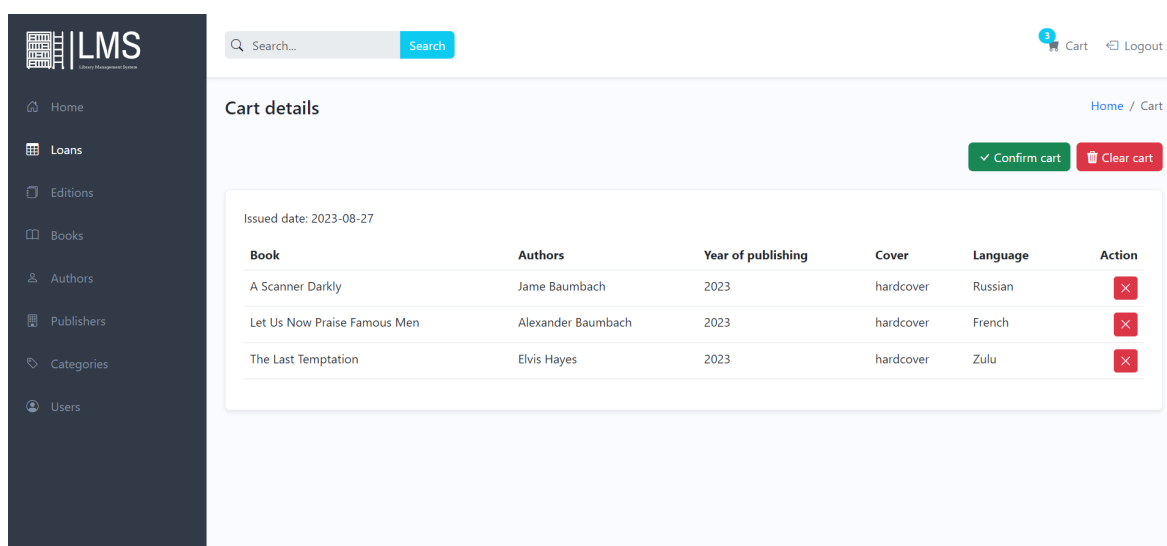 LMS
Library Management System
Search...
Search
3
Cart
Logout
Home
Loans
Editions
Books
Authors
Publishers
Categories
Users
Cart details
Home / Cart
Confirm cart
Clear cart
Issued date: 2023-08-27
Book Authors Year of publishing Cover Language Action
A Scanner Darkly Jame Baumbach 2023 hardcover Russian
Let Us Now Praise Famous Men Alexander Baumbach 2023 hardcover French
The Last Temptation Elvis Hayes 2023 hardcover Zulu